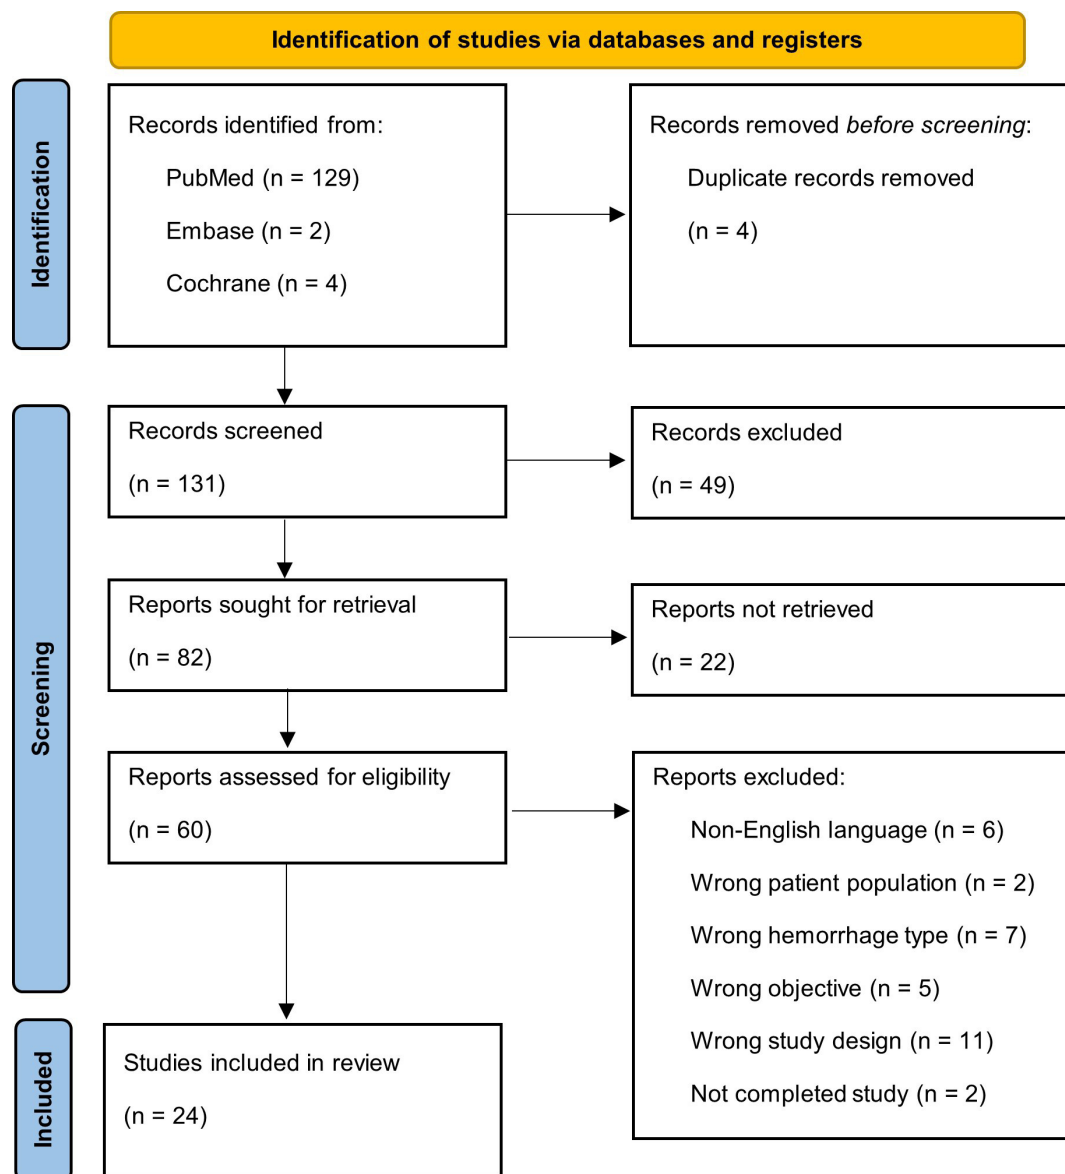 Identification of studies via databases and registers
Identification
Records identified from:
PubMed (n = 129)
Embase (n = 2)
Cochrane (n = 4)
Records removed before screening:
Duplicate records removed
(n = 4)
Screening
Records screened
(n = 131)
Records excluded
(n = 49)
Reports sought for retrieval
(n = 82)
Reports not retrieved
(n = 22)
Reports assessed for eligibility
(n = 60)
Reports excluded:
Non-English language (n = 6)
Wrong patient population (n = 2)
Wrong hemorrhage type (n = 7)
Wrong objective (n = 5)
Wrong study design (n = 11)
Not completed study (n = 2)
Included
Studies included in review
(n = 24)